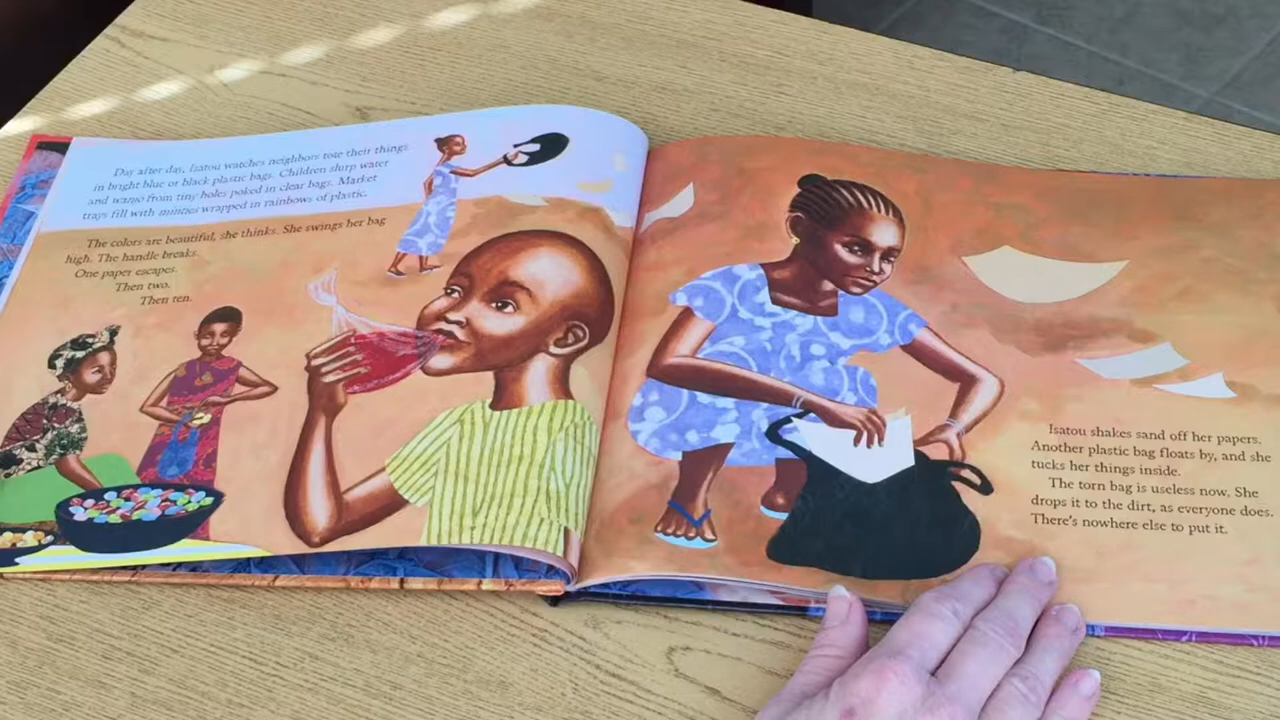 Day after day, Isatou watches neighbors tote their things
in bright blue or black plastic bags. Children slurp water
and wanjo from tiny holes poked in clear bags. Market
trays fill with minties wrapped in rainbows of plastic.
The colors are beautiful, she thinks. She swings her bag
high. The handle breaks.
One paper escapes.
Then two.
Then ten.
Isatou shakes sand off her papers.
Another plastic bag floats by, and she
tucks her things inside.
The torn bag is useless now. She
drops it to the dirt, as everyone does.
There's nowhere else to put it.